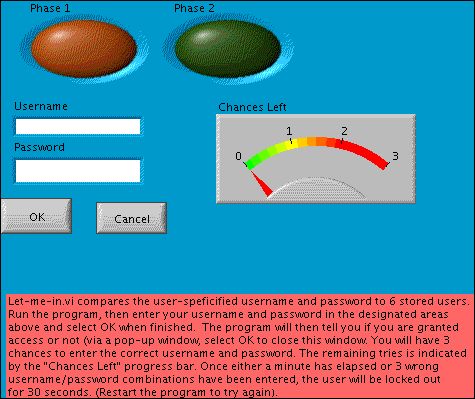 Phase 1
Phase 2
Username
Chances Left
Password
0
1
2
3
OK
Cancel
Let-me-in.vi compares the user-speficified username and password to 6 stored users.
Run the program, then enter your username and password in the designated areas
above and select OK when finished.  The program will then tell you if you are granted
access or not (via a pop-up window, select OK to close this window. You will have
3 chances to enter the correct username and password. The remaining tries is indicated
by the "Chances Left" progress bar. Once either a minute has elapsed or 3 wrong
username/password combinations have been entered, the user will be locked out
for 30 seconds. (Restart the program to try again).